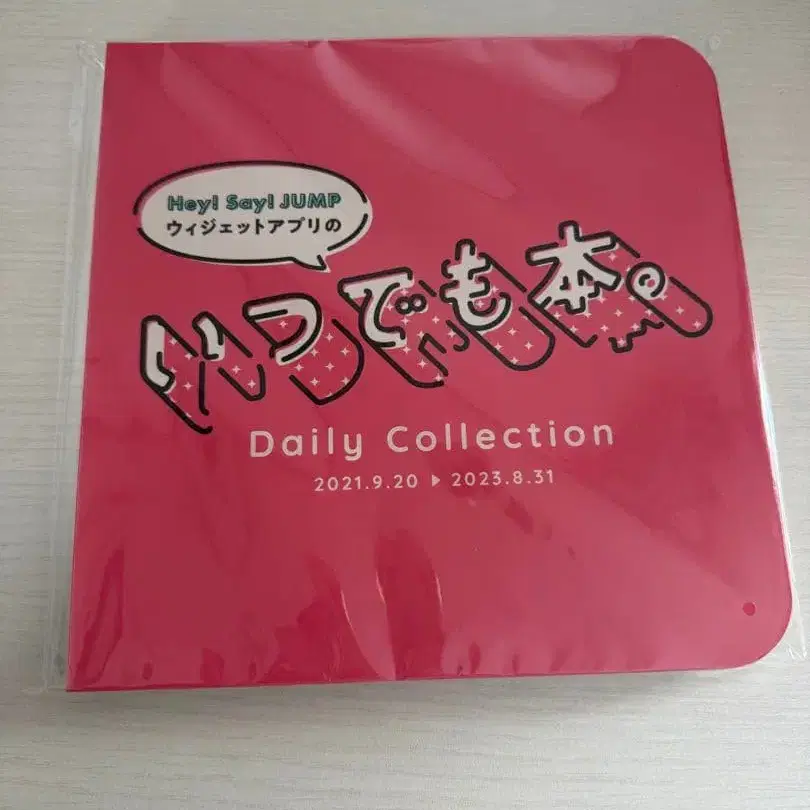 Hey! Say! JUMP
ウィジェットアプリの
いつでも本。
Daily Collection
2021.9.20 ▶ 2023.8.31